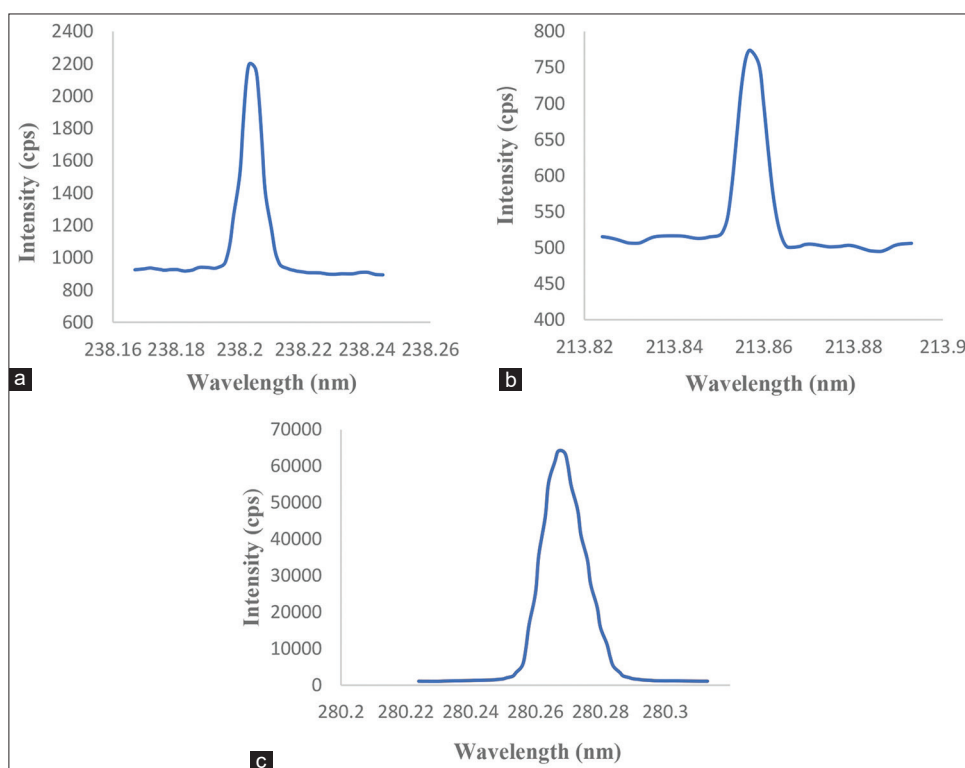 Intensity (cps)
2400
2200
2000
1800
1600
1400
1200
1000
800
600
238.16 238.18 238.2 238.22 238.24 238.26
Wavelength (nm)
a
Intensity (cps)
800
750
700
650
600
550
500
450
400
213.82 213.84 213.86 213.88 213.9
Wavelength (nm)
b
Intensity (cps)
70000
60000
50000
40000
30000
20000
10000
0
280.2 280.22 280.24 280.26 280.28 280.3
Wavelength (nm)
c